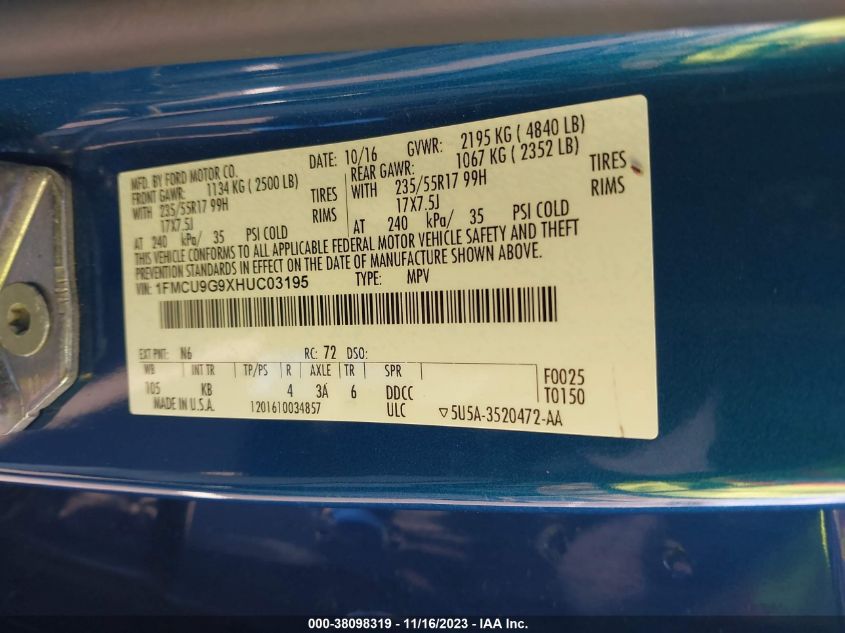 MFD. BY FORD MOTOR CO.
DATE: 10/16 GVWR: 2195 KG ( 4840 LB)
FRONT GAWR: 1134 KG ( 2500 LB) REAR GAWR: 1067 KG ( 2352 LB)
WITH 235/55R17 99H TIRES WITH 235/55R17 99H TIRES
17X7.5J RIMS 17X7.5J RIMS
AT 240 kPa/ 35 PSI COLD AT 240 kPa/ 35 PSI COLD
THIS VEHICLE CONFORMS TO ALL APPLICABLE FEDERAL MOTOR VEHICLE SAFETY AND THEFT
PREVENTION STANDARDS IN EFFECT ON THE DATE OF MANUFACTURE SHOWN ABOVE.
VIN: 1FMCU9G9XHUC03195 TYPE: MPV
EXT PNT: N6 RC: 72 DSO:
WB INT TR TP/PS R AXLE TR SPR
105 KB 4 3A 6 DDCC
F0025
T0150
MADE IN U.S.A. 1201610034857 ULC ▽5U5A-3520472-AA
000-38098319 - 11/16/2023 - IAA Inc.